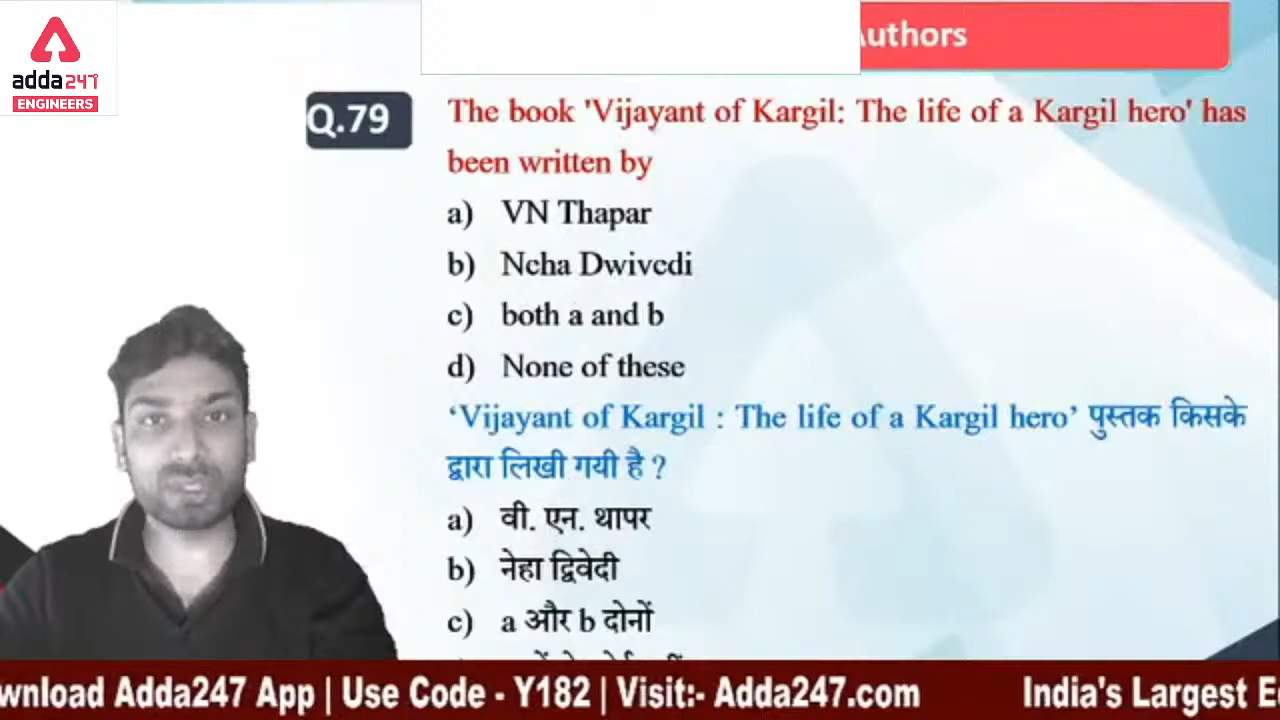 adda247
ENGINEERS
Authors
Q.79
The book 'Vijayant of Kargil: The life of a Kargil hero' has
been written by
a) VN Thapar
b) Neha Dwivedi
c) both a and b
d) None of these
‘Vijayant of Kargil : The life of a Kargil hero’ पुस्तक किसके
द्वारा लिखी गयी है ?
a) वी. एन. थापर
b) नेहा द्विवेदी
c) a और b दोनों
wnload Adda247 App | Use Code - Y182 | Visit:- Adda247.com India's Largest E